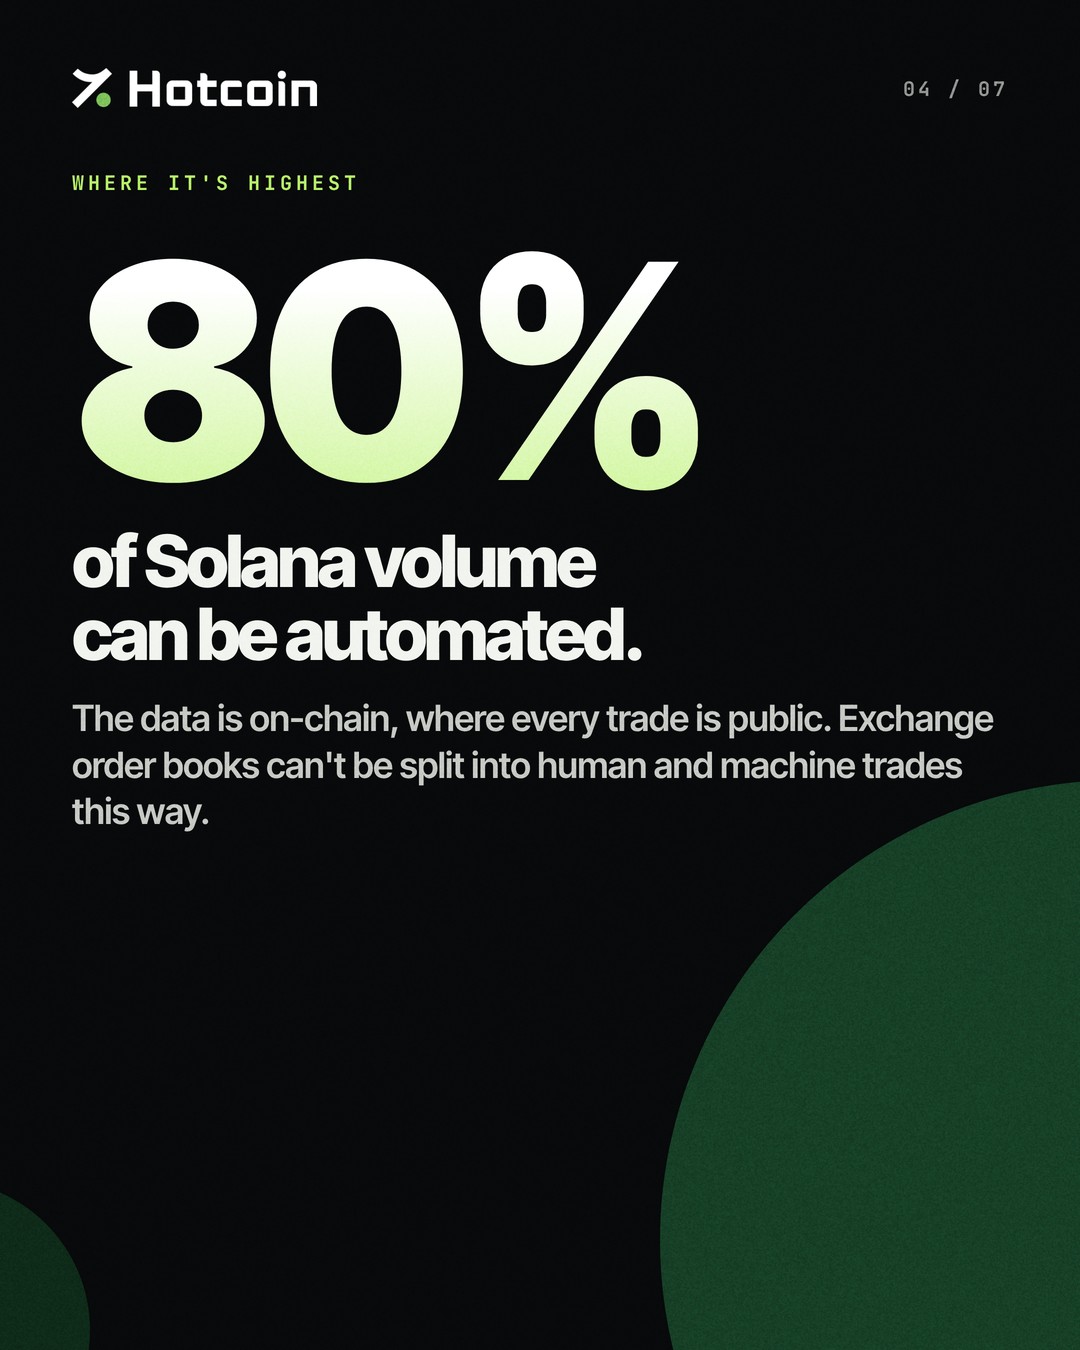 Hotcoin
04 / 07
WHERE IT'S HIGHEST
80%
of Solana volume
can be automated.
The data is on-chain, where every trade is public. Exchange
order books can't be split into human and machine trades
this way.